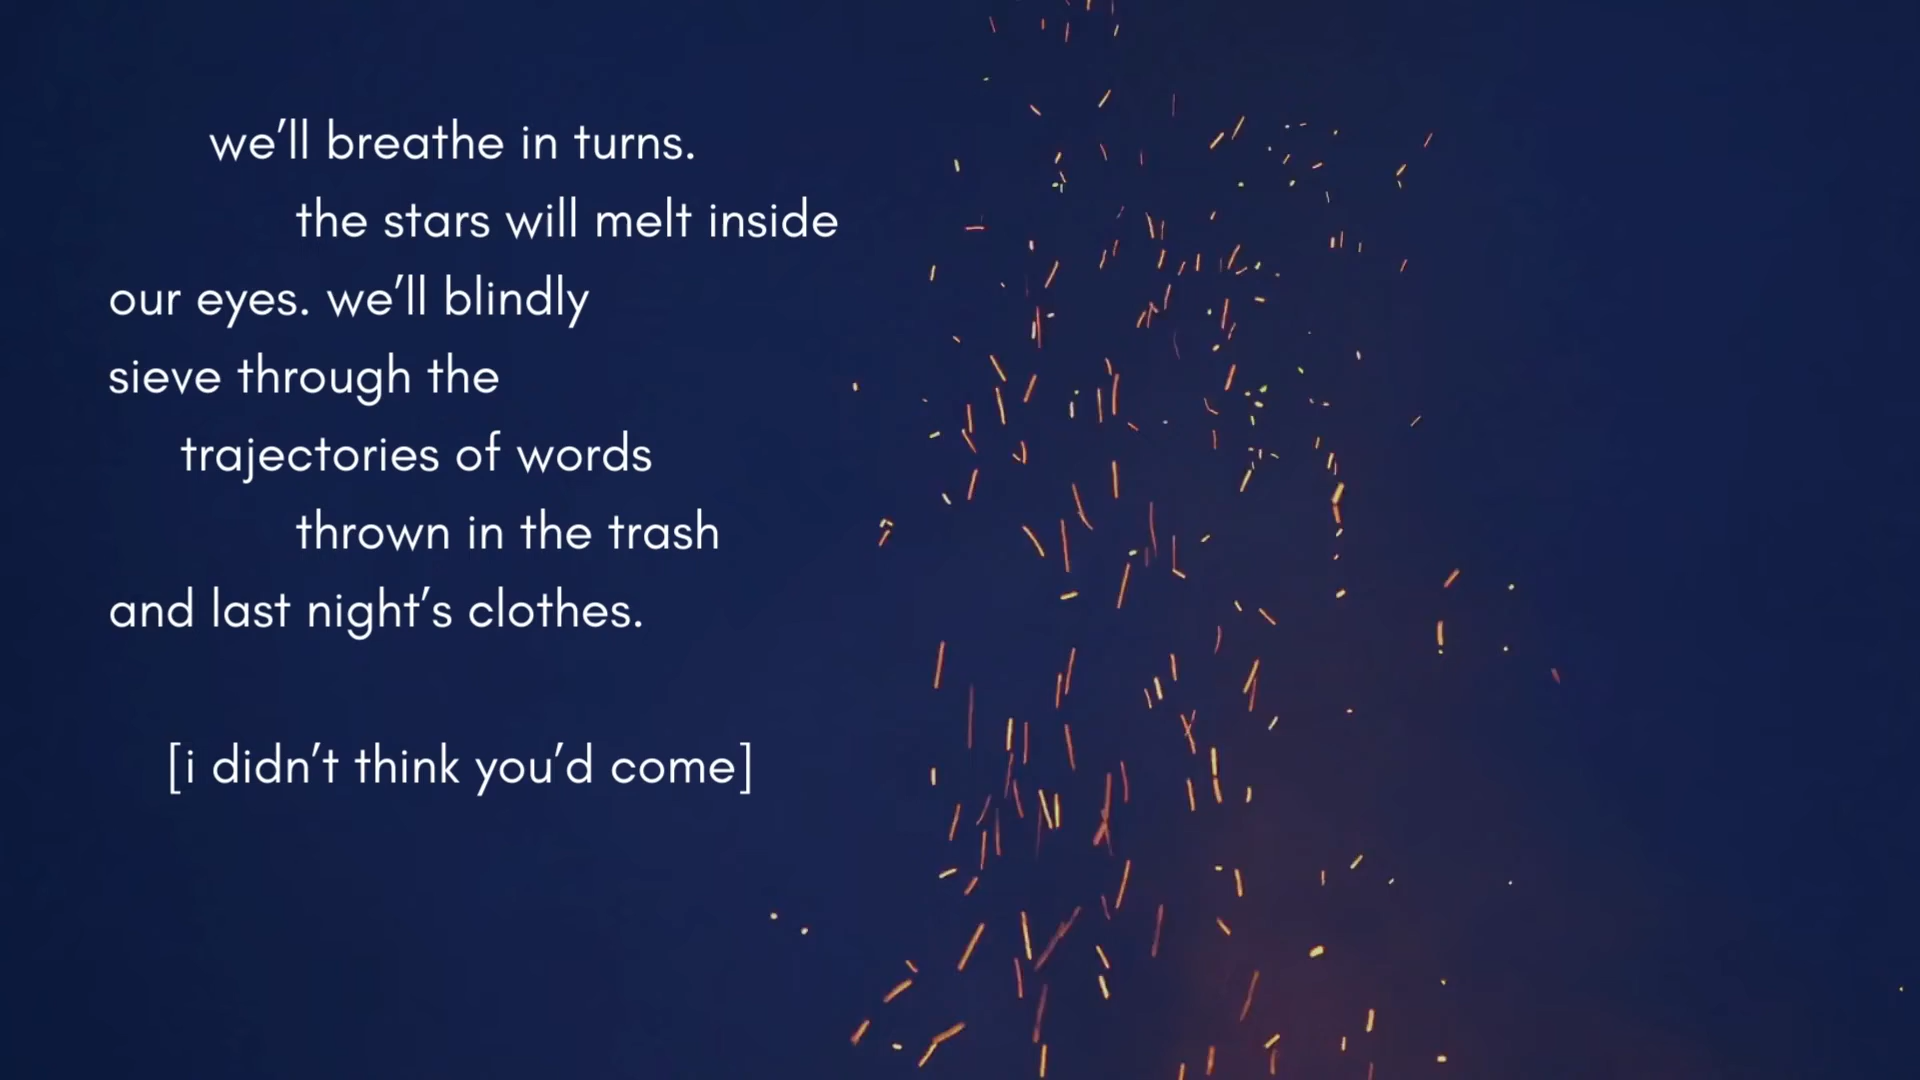 we’ll breathe in turns.
the stars will melt inside
our eyes. we’ll blindly
sieve through the
trajectories of words
thrown in the trash
and last night’s clothes.
[i didn’t think you’d come]